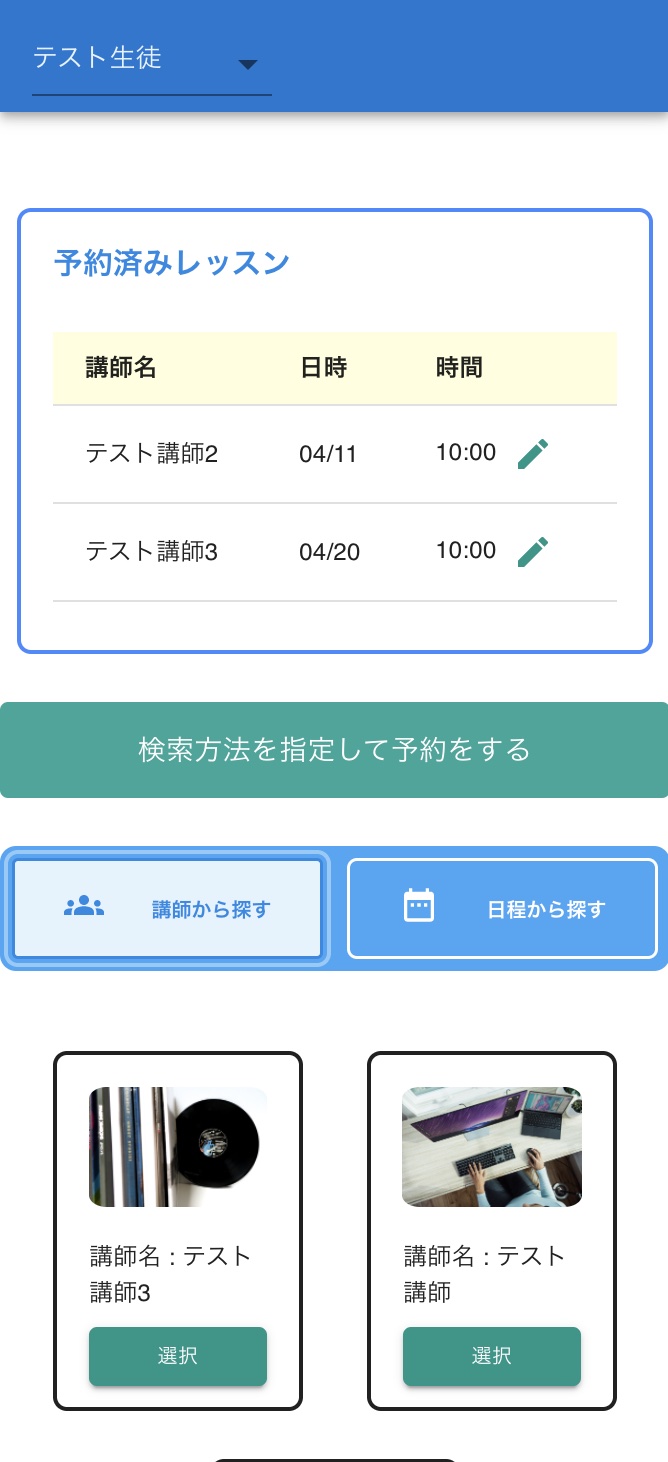 テスト生徒
予約済みレッスン
講師名 日時 時間
テスト講師2 04/11 10:00
テスト講師3 04/20 10:00
検索方法を指定して予約をする
講師から探す 日程から探す
講師名 : テスト
講師3
選択
講師名 : テスト
講師
選択